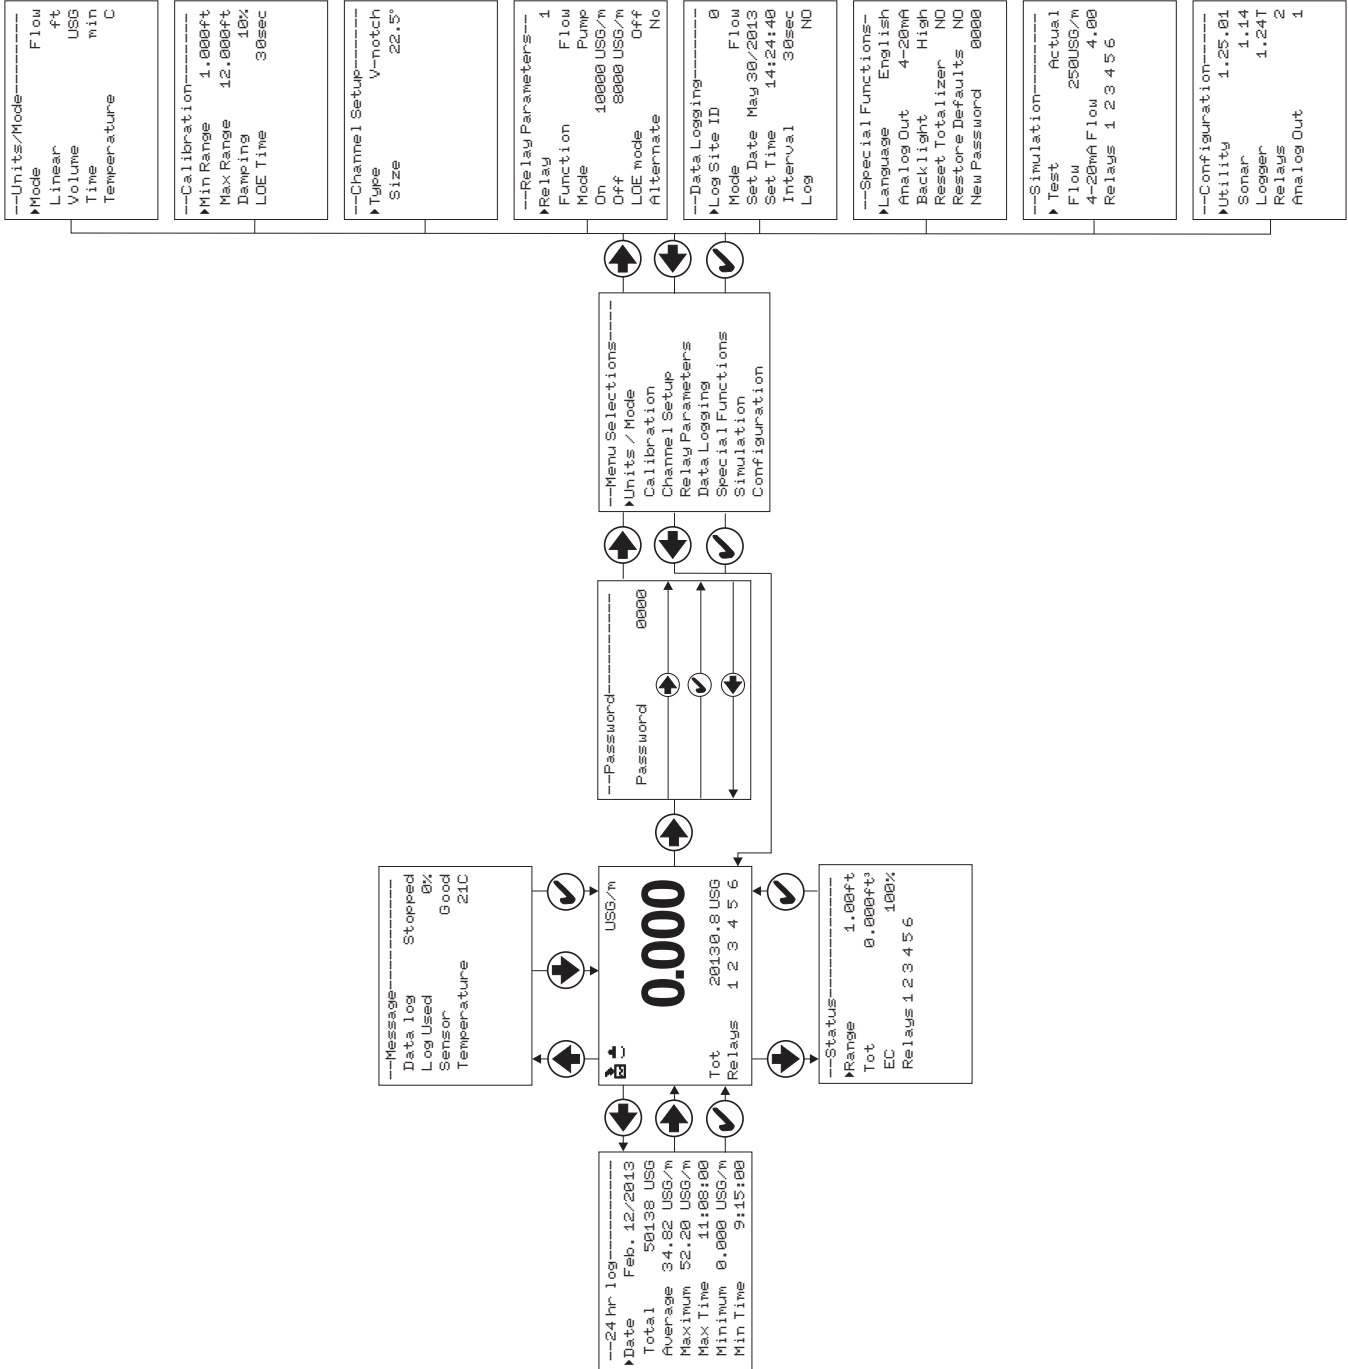 --24 hr log-----------
▸Date Feb. 12/2013
Total 50138 USG
Average 34.82 USG/m
Maximum 52.20 USG/m
Max Time 11:08:00
Minimum 0.000 USG/m
Min Time 9:15:00
--Message-------------
Data log Stopped
Log Used 0%
Sensor Good
Temperature 21C
USG/m
0.000
Tot 20130.8 USG
Relays 1 2 3 4 5 6
--Status--------------
▸Range 1.00ft
Tot 0.000ft³
EC 100%
Relays 1 2 3 4 5 6
--Password------------
Password 0000
--Menu Selections-----
▸Units / Mode
Calibration
Channel Setup
Relay Parameters
Data Logging
Special Functions
Simulation
Configuration
--Units/Mode----------
▸Mode Flow
Linear ft
Volume USG
Time min
Temperature C
--Calibration---------
▸Min Range 1.000ft
Max Range 12.000ft
Damping 10%
LOE Time 30sec
--Channel Setup-------
▸Type V-notch
Size 22.5°
--Relay Parameters---
▸Relay 1
Function Flow
Mode Pump
On 10000 USG/m
Off 8000 USG/m
LOE mode Off
Alternate No
--Data Logging--------
▸Log Site ID 0
Mode Flow
Set Date May 30/2013
Set Time 14:24:40
Interval 30sec
Log NO
--Special Functions-
▸Language English
Analog Out 4-20mA
Backlight High
Reset Totalizer NO
Restore Defaults NO
New Password 0000
--Simulation---------
▸Test Actual
Flow 250USG/m
4-20mA Flow 4.00
Relays 1 2 3 4 5 6
--Configuration-----
▸Utility 1.25.01
Sonar 1.14
Logger 1.24T
Relays 2
Analog Out 1